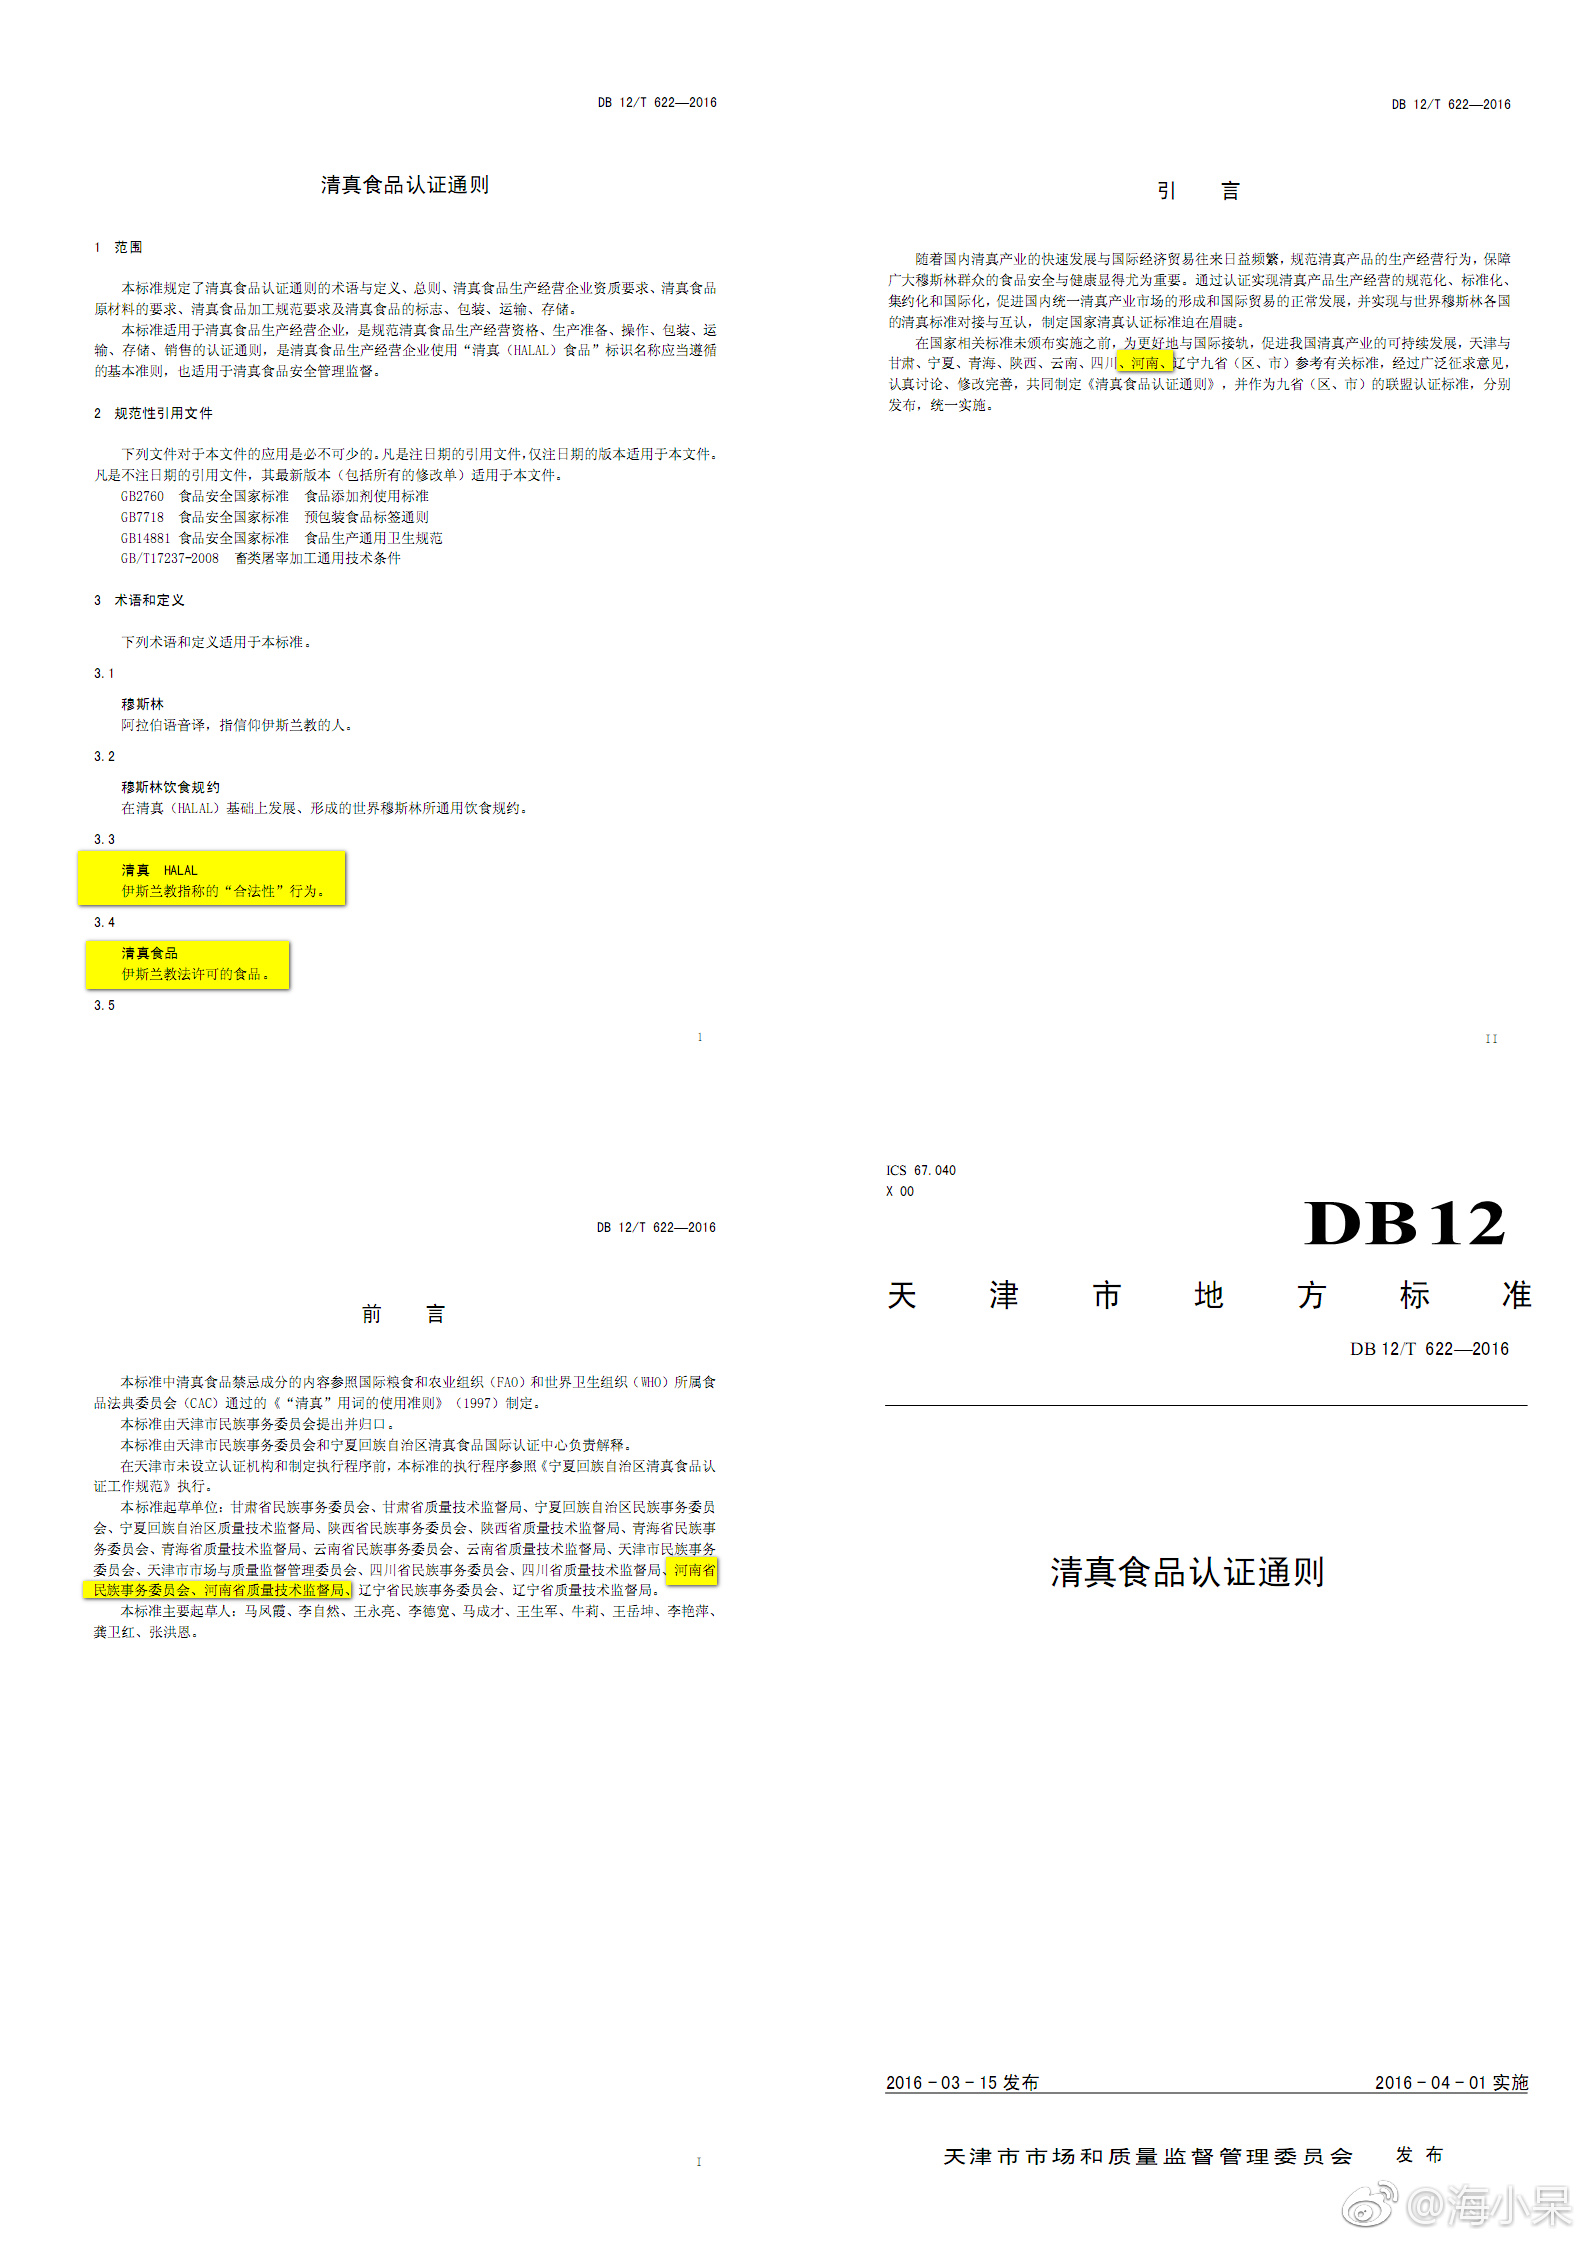 DB 12/T 622—2016
清真食品认证通则
1 范围
本标准规定了清真食品认证通则的术语与定义、总则、清真食品生产经营企业资质要求、清真食品
原材料的要求、清真食品加工规范要求及清真食品的标志、包装、运输、存储。
本标准适用于清真食品生产经营企业，是规范清真食品生产经营资格、生产准备、操作、包装、运
输、存储、销售的认证通则，是清真食品生产经营企业使用“清真（HALAL）食品”标识名称应当遵循
的基本准则，也适用于清真食品安全管理监督。
2 规范性引用文件
下列文件对于本文件的应用是必不可少的。凡是注日期的引用文件，仅注日期的版本适用于本文件。
凡是不注日期的引用文件，其最新版本（包括所有的修改单）适用于本文件。
GB2760 食品安全国家标准 食品添加剂使用标准
GB7718 食品安全国家标准 预包装食品标签通则
GB14881 食品安全国家标准 食品生产通用卫生规范
GB/T17237-2008 畜类屠宰加工通用技术条件
3 术语和定义
下列术语和定义适用于本标准。
3.1
穆斯林
阿拉伯语音译，指信仰伊斯兰教的人。
3.2
穆斯林饮食规约
在清真（HALAL）基础上发展、形成的世界穆斯林所通用饮食规约。
3.3
清真 HALAL
伊斯兰教指称的“合法性”行为。
3.4
清真食品
伊斯兰教法许可的食品。
3.5
1
DB 12/T 622—2016
引 言
随着国内清真产业的快速发展与国际经济贸易往来日益频繁，规范清真产品的生产经营行为，保障
广大穆斯林群众的食品安全与健康显得尤为重要。通过认证实现清真产品生产经营的规范化、标准化、
集约化和国际化，促进国内统一清真产业市场的形成和国际贸易的正常发展，并实现与世界穆斯林各国
的清真标准对接与互认，制定国家清真认证标准迫在眉睫。
在国家相关标准未颁布实施之前，为更好地与国际接轨，促进我国清真产业的可持续发展，天津与
甘肃、宁夏、青海、陕西、云南、四川、河南、辽宁九省（区、市）参考有关标准，经过广泛征求意见，
认真讨论、修改完善，共同制定《清真食品认证通则》，并作为九省（区、市）的联盟认证标准，分别
发布，统一实施。
II
DB 12/T 622—2016
前 言
本标准中清真食品禁忌成分的内容参照国际粮食和农业组织（FAO）和世界卫生组织（WHO）所属食
品法典委员会（CAC）通过的《“清真”用词的使用准则》（1997）制定。
本标准由天津市民族事务委员会提出并归口。
本标准由天津市民族事务委员会和宁夏回族自治区清真食品国际认证中心负责解释。
在天津市未设立认证机构和制定执行程序前，本标准的执行程序参照《宁夏回族自治区清真食品认
证工作规范》执行。
本标准起草单位：甘肃省民族事务委员会、甘肃省质量技术监督局、宁夏回族自治区民族事务委员
会、宁夏回族自治区质量技术监督局、陕西省民族事务委员会、陕西省质量技术监督局、青海省民族事
务委员会、青海省质量技术监督局、云南省民族事务委员会、云南省质量技术监督局、天津市民族事务
委员会、天津市市场与质量监督管理委员会、四川省民族事务委员会、四川省质量技术监督局、河南省
民族事务委员会、河南省质量技术监督局、辽宁省民族事务委员会、辽宁省质量技术监督局。
本标准主要起草人：马凤霞、李自然、王永亮、李德宽、马成才、王生军、牛莉、王岳坤、李艳萍、
龚卫红、张洪恩。
I
ICS 67.040
X 00
DB12
天津市地方标准
DB 12/T 622—2016
清真食品认证通则
2016－03－15 发布
2016－04－01 实施
天津市市场和质量监督管理委员会 发 布
@海小呆